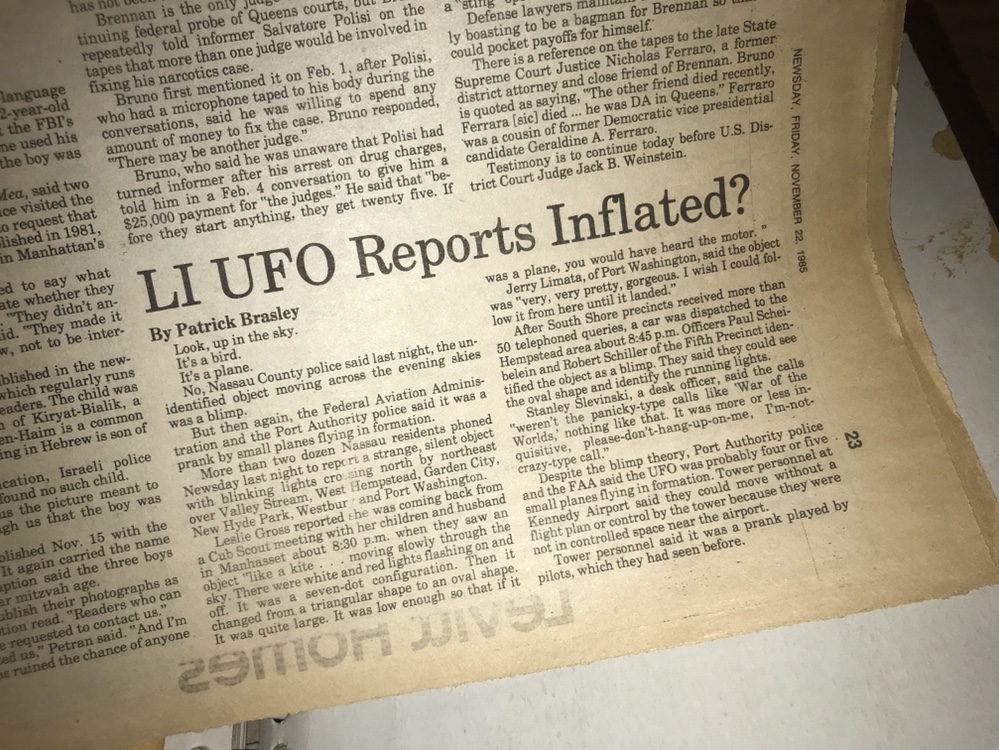 has not been
language
2-year-old
the FBI's
me used his
the boy was
Mea, said two
ce visited the
o request that
lished in 1981,
in Manhattan's
ed to say what
ate whether they
"They didn't an-
id. "They made it
w, not to be inter-
ublished in the new-
which regularly runs
eaders. The child was
n of Kiryat-Bialik, a
en-Haim is a common
ing in Hebrew is son of
cation, Israeli police
found no such child.
us the picture meant to
ugh us that the boy was
blished Nov. 15 with the
It again carried the name
aption said the three boys
ar mitzvah age.
ublish their photographs as
tion read. "Readers who can
e requested to contact us."
ed us," Petran said. "And I'm
as ruined the chance of anyone
Brennan is the only
tinuing federal probe of Queens courts, but
repeatedly told informer Salvatore Polisi on the
tapes that more than one judge would be involved in
fixing his narcotics case.
Bruno first mentioned it on Feb. 1, after Polisi,
who had a microphone taped to his body during the
conversations, said he was willing to spend any
amount of money to fix the case. Bruno responded,
"There may be another judge."
Bruno, who said he was unaware that Polisi had
turned informer after his arrest on drug charges,
told him in a Feb. 4 conversation to give him a
$25,000 payment for "the judges." He said that "be-
fore they start anything, they get twenty five. If
a "sting
Defense lawyers
ly boasting to be a bagman for Brennan so
could pocket payoffs for himself.
There is a reference on the tapes to the late State
Supreme Court Justice Nicholas Ferraro, a former
district attorney and close friend of Brennan. Bruno
is quoted as saying, "The other friend died recently,
Ferrara [sic] died ... he was DA in Queens." Ferraro
was a cousin of former Democratic vice presidential
candidate Geraldine A. Ferraro.
Testimony is to continue today before U.S. Dis-
trict Court Judge Jack B. Weinstein.
LI UFO Reports Inflated?
By Patrick Brasley
Look, up in the sky.
It's a bird.
It's a plane.
No, Nassau County police said last night, the un-
identified object moving across the evening skies
was a blimp.
But then again, the Federal Aviation Adminis-
tration and the Port Authority police said it was a
prank by small planes flying in formation.
More than two dozen Nassau residents phoned
Newsday last night to report a strange, silent object
with blinking lights crossing north by northeast
over Valley Stream, West Hempstead, Garden City,
New Hyde Park, Westbury and Port Washington.
Leslie Gross reported she was coming back from
a Cub Scout meeting with her children and husband
in Manhasset about 8:30 p.m. when they saw an
object "like a kite . . . moving slowly through the
sky. There were white and red lights flashing on and
off. It was a seven-dot configuration. Then it
changed from a triangular shape to an oval shape.
It was quite large. It was low enough so that if it
was a plane, you would have heard the motor. "
Jerry Limata, of Port Washington, said the object
was "very, very pretty, gorgeous. I wish I could fol-
low it from here until it landed."
After South Shore precincts received more than
50 telephoned queries, a car was dispatched to the
Hempstead area about 8:45 p.m. Officers Paul Schei-
belein and Robert Schiller of the Fifth Precinct iden-
tified the object as a blimp. They said they could see
the oval shape and identify the running lights.
Stanley Slevinski, a desk officer, said the calls
"weren't the panicky-type calls like 'War of the
Worlds,' nothing like that. It was more or less in-
quisitive, please-don't-hang-up-on-me, I'm-not-
crazy-type call."
Despite the blimp theory, Port Authority police
and the FAA said the UFO was probably four or five
small planes flying in formation. Tower personnel at
Kennedy Airport said they could move without a
flight plan or control by the tower because they were
not in controlled space near the airport.
Tower personnel said it was a prank played by
pilots, which they had seen before.
NEWSDAY, FRIDAY, NOVEMBER 22, 1985
23
Levitt Homes